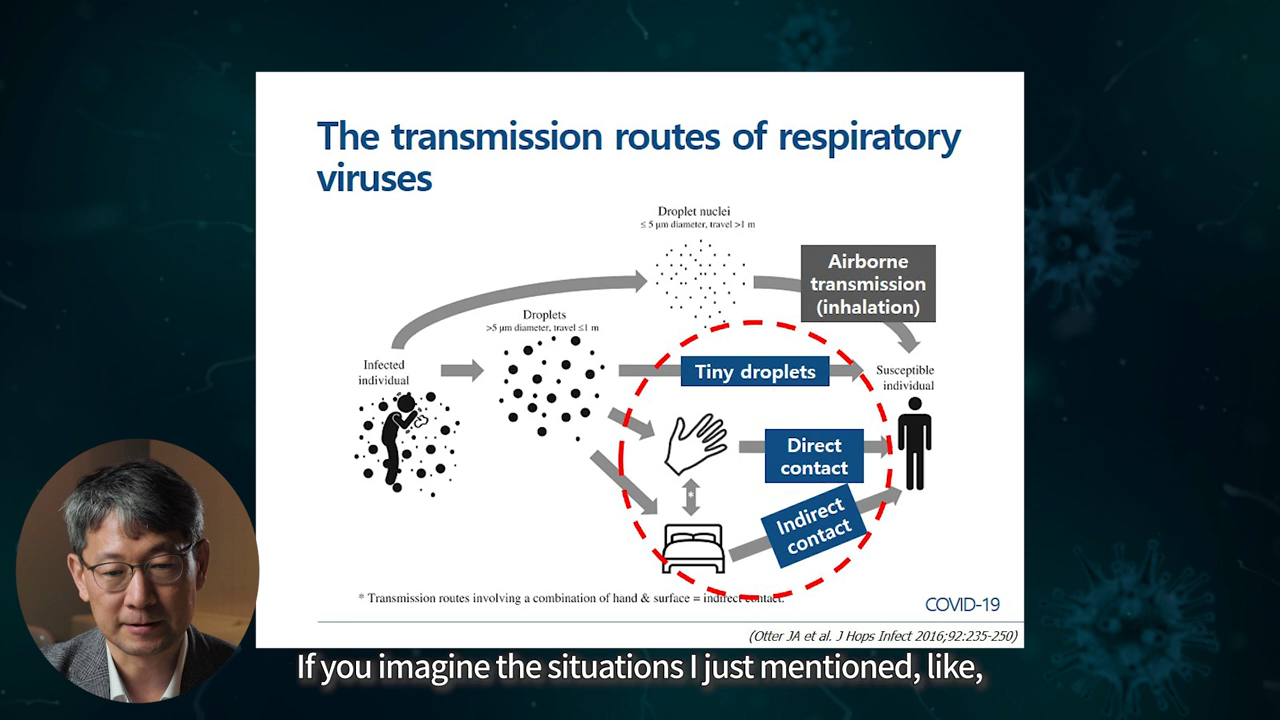 The transmission routes of respiratory
viruses
Droplet nuclei
≤ 5 μm diameter, travel >1 m
Airborne
transmission
(inhalation)
Droplets
>5 μm diameter, travel ≤1 m
Infected
individual
Tiny droplets
Susceptible
individual
Direct
contact
*
Indirect
contact
* Transmission routes involving a combination of hand & surface = indirect contact.
COVID-19
(Otter JA et al. J Hops Infect 2016;92:235-250)
If you imagine the situations I just mentioned, like,